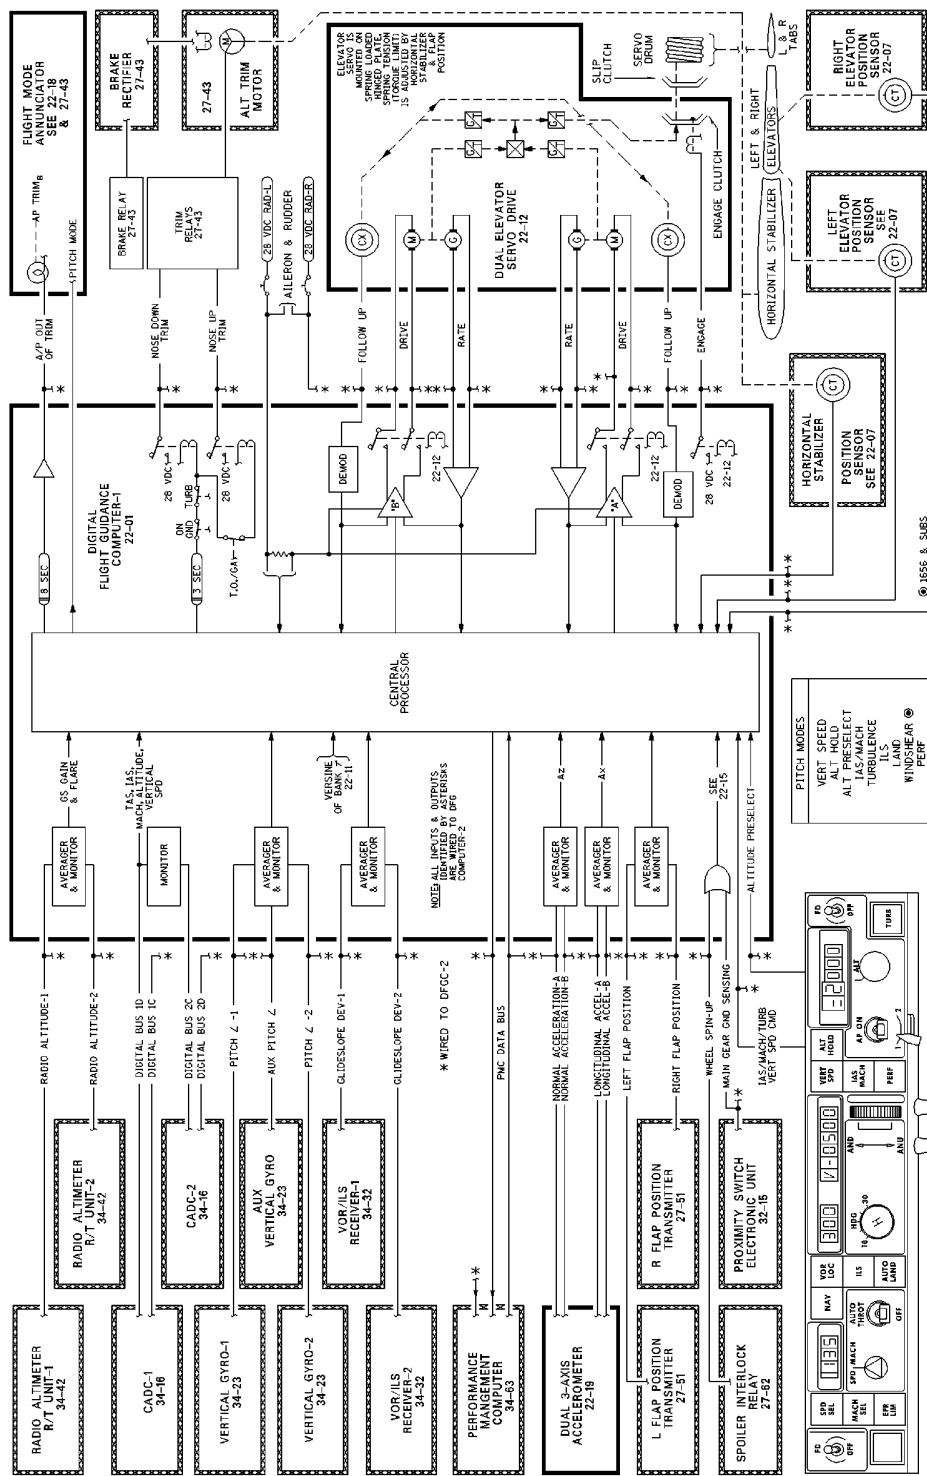 FLIGHT MODE
ANNUNCIATOR
SEE 22-18
&
27-43
AP TRIM B
PITCH MODE
BRAKE
RECTIFIER
27-43
27-43
ALT TRIM
MOTOR
M
BRAKE RELAY
27-43
TRIM
RELAYS
27-43
28 VDC RAD-L
28 VDC RAD-R
AILERON & RUDDER
ELEVATOR
SERVO IS
MOUNTED ON
SPRING LOADED
HINGED PLATE,
SPRING TENSION
(TORQUE LIMIT)
IS ADJUSTED BY
HORIZONTAL
STABILIZER
& FLAP
POSITION
DUAL ELEVATOR
SERVO DRIVE
22-12
CX
M
G
G
M
CX
SLIP
CLUTCH
SERVO
DRUM
ENGAGE CLUTCH
L & R
TABS
LEFT & RIGHT
ELEVATORS
HORIZONTAL STABILIZER
RIGHT
ELEVATOR
POSITION
SENSOR
22-07
CT
LEFT
ELEVATOR
POSITION
SENSOR
SEE
22-07
CT
HORIZONTAL
STABILIZER
POSITION
SENSOR
SEE 22-07
CT
A/P OUT
OF TRIM
NOSE DOWN
TRIM
NOSE UP
TRIM
FOLLOW UP
DRIVE
RATE
RATE
DRIVE
FOLLOW UP
ENGAGE
DIGITAL
FLIGHT GUIDANCE
COMPUTER-1
22-01
8 SEC
3 SEC
ON
GND
TURB
28 VDC
28 VDC
T.O./GA
DEMOD
"B"
22-12
"A"
22-12
DEMOD
28 VDC
22-12
CENTRAL
PROCESSOR
GS GAIN
& FLARE
TAS, IAS,
MACH, ALTITUDE,
VERTICAL
SPD
VERSINE
OF BANK
22-11
AZ
AX
SEE
22-15
ALTITUDE PRESELECT
AVERAGER
& MONITOR
MONITOR
AVERAGER
& MONITOR
AVERAGER
& MONITOR
AVERAGER
& MONITOR
AVERAGER
& MONITOR
AVERAGER
& MONITOR
NOTE: ALL INPUTS & OUTPUTS
IDENTIFIED BY ASTERISKS
ARE WIRED TO DFG
COMPUTER-2
* WIRED TO DFGC-2
RADIO ALTITUDE-1
RADIO ALTITUDE-2
DIGITAL BUS 1D
DIGITAL BUS 1C
DIGITAL BUS 2C
DIGITAL BUS 2D
PITCH ∠ -1
AUX PITCH ∠
PITCH ∠ -2
GLIDESLOPE DEV-1
GLIDESLOPE DEV-2
PMC DATA BUS
NORMAL ACCELERATION-A
NORMAL ACCELERATION-B
LONGITUDINAL ACCEL-A
LONGITUDINAL ACCEL-B
LEFT FLAP POSITION
RIGHT FLAP POSITION
WHEEL SPIN-UP
MAIN GEAR GND SENSING
IAS/MACH/TURB
VERT SPD CMD
RADIO ALTIMETER
R/T UNIT-2
34-42
CADC-2
34-16
AUX
VERTICAL GYRO
34-23
VOR/ILS
RECEIVER-1
34-32
R FLAP POSITION
TRANSMITTER
27-51
PROXIMITY SWITCH
ELECTRONIC UNIT
32-15
RADIO ALTIMETER
R/T UNIT-1
34-42
CADC-1
34-16
VERTICAL GYRO-1
34-23
VERTICAL GYRO-2
34-23
VOR/ILS
RECEIVER-2
34-32
PERFORMANCE
MANGEMENT
COMPUTER
34-63
DUAL 3-AXIS
ACCELEROMETER
22-19
L FLAP POSITION
TRANSMITTER
27-51
SPOILER INTERLOCK
RELAY
27-62
PITCH MODES
VERT SPEED
ALT HOLD
ALT PRESELECT
IAS/MACH
TURBULENCE
ILS
LAND
WINDSHEAR ⦿
PERF
⦿ 1656 & SUBS
FD
OFF
SPD
SEL
MACH
SEL
EPR
LIM
135
SPD
MACH
NAV
AUTO
THROT
OFF
VOR
LOC
ILS
AUTO
LAND
300
V-0500
HDG
10
30
H
AND
ANU
VERT
SPD
ALT
HOLD
IAS
MACH
PERF
12000
AP ON
1
2
ALT
FD
OFF
TURB